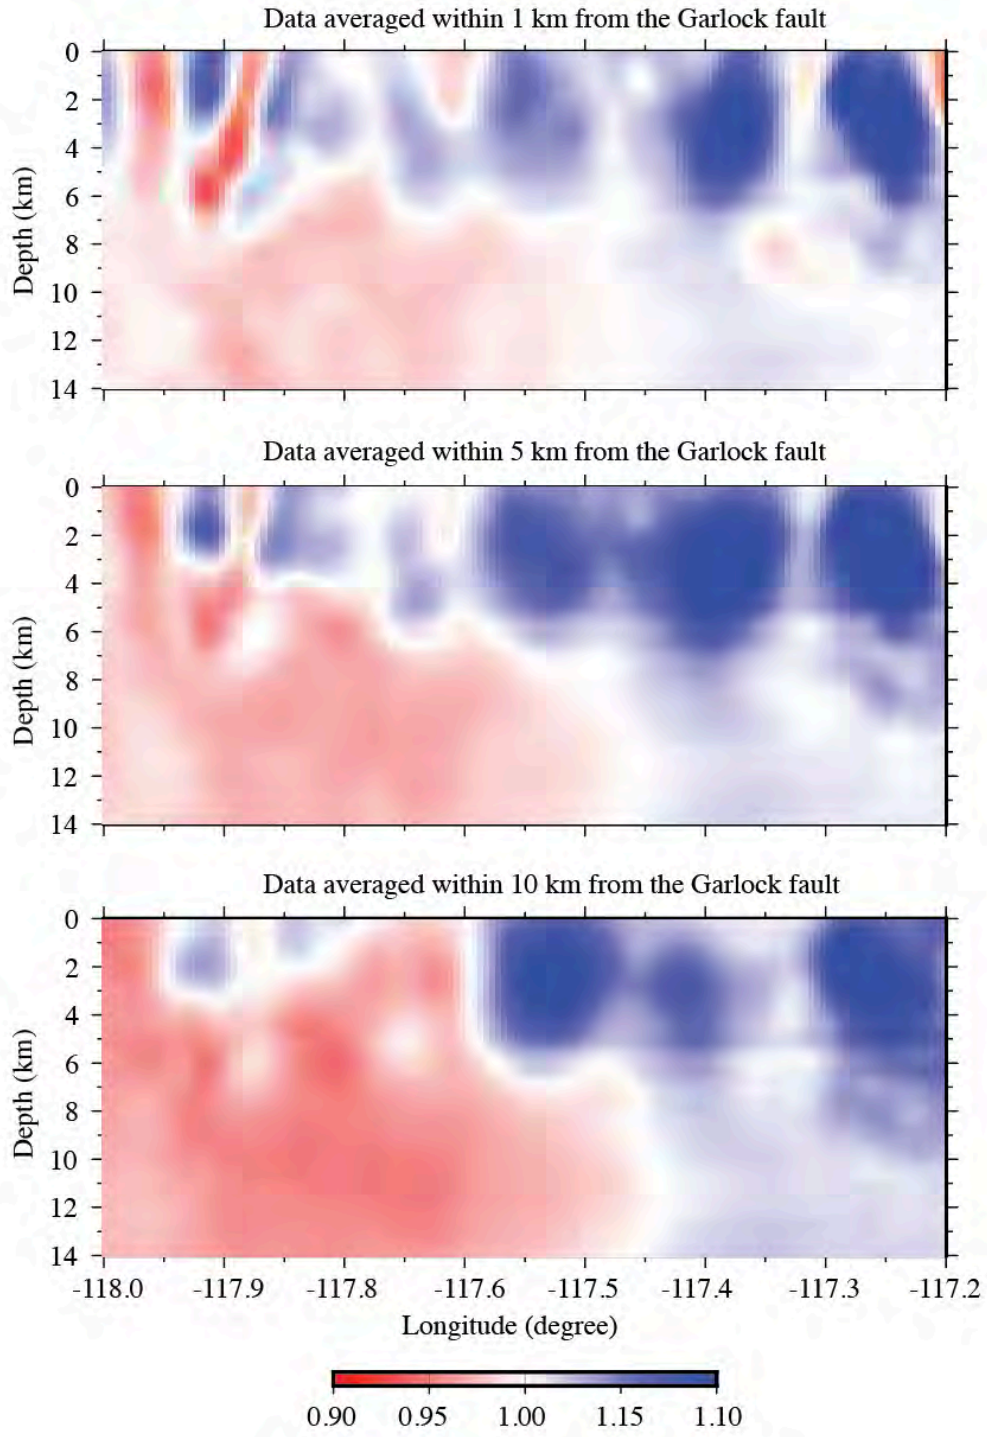 Data averaged within 1 km from the Garlock fault
0
2
4
6
8
10
12
14
Depth (km)
Data averaged within 5 km from the Garlock fault
0
2
4
6
8
10
12
14
Depth (km)
Data averaged within 10 km from the Garlock fault
0
2
4
6
8
10
12
14
Depth (km)
-118.0 -117.9 -117.8 -117.6 -117.5 -117.4 -117.3 -117.2
Longitude (degree)
0.90 0.95 1.00 1.15 1.10